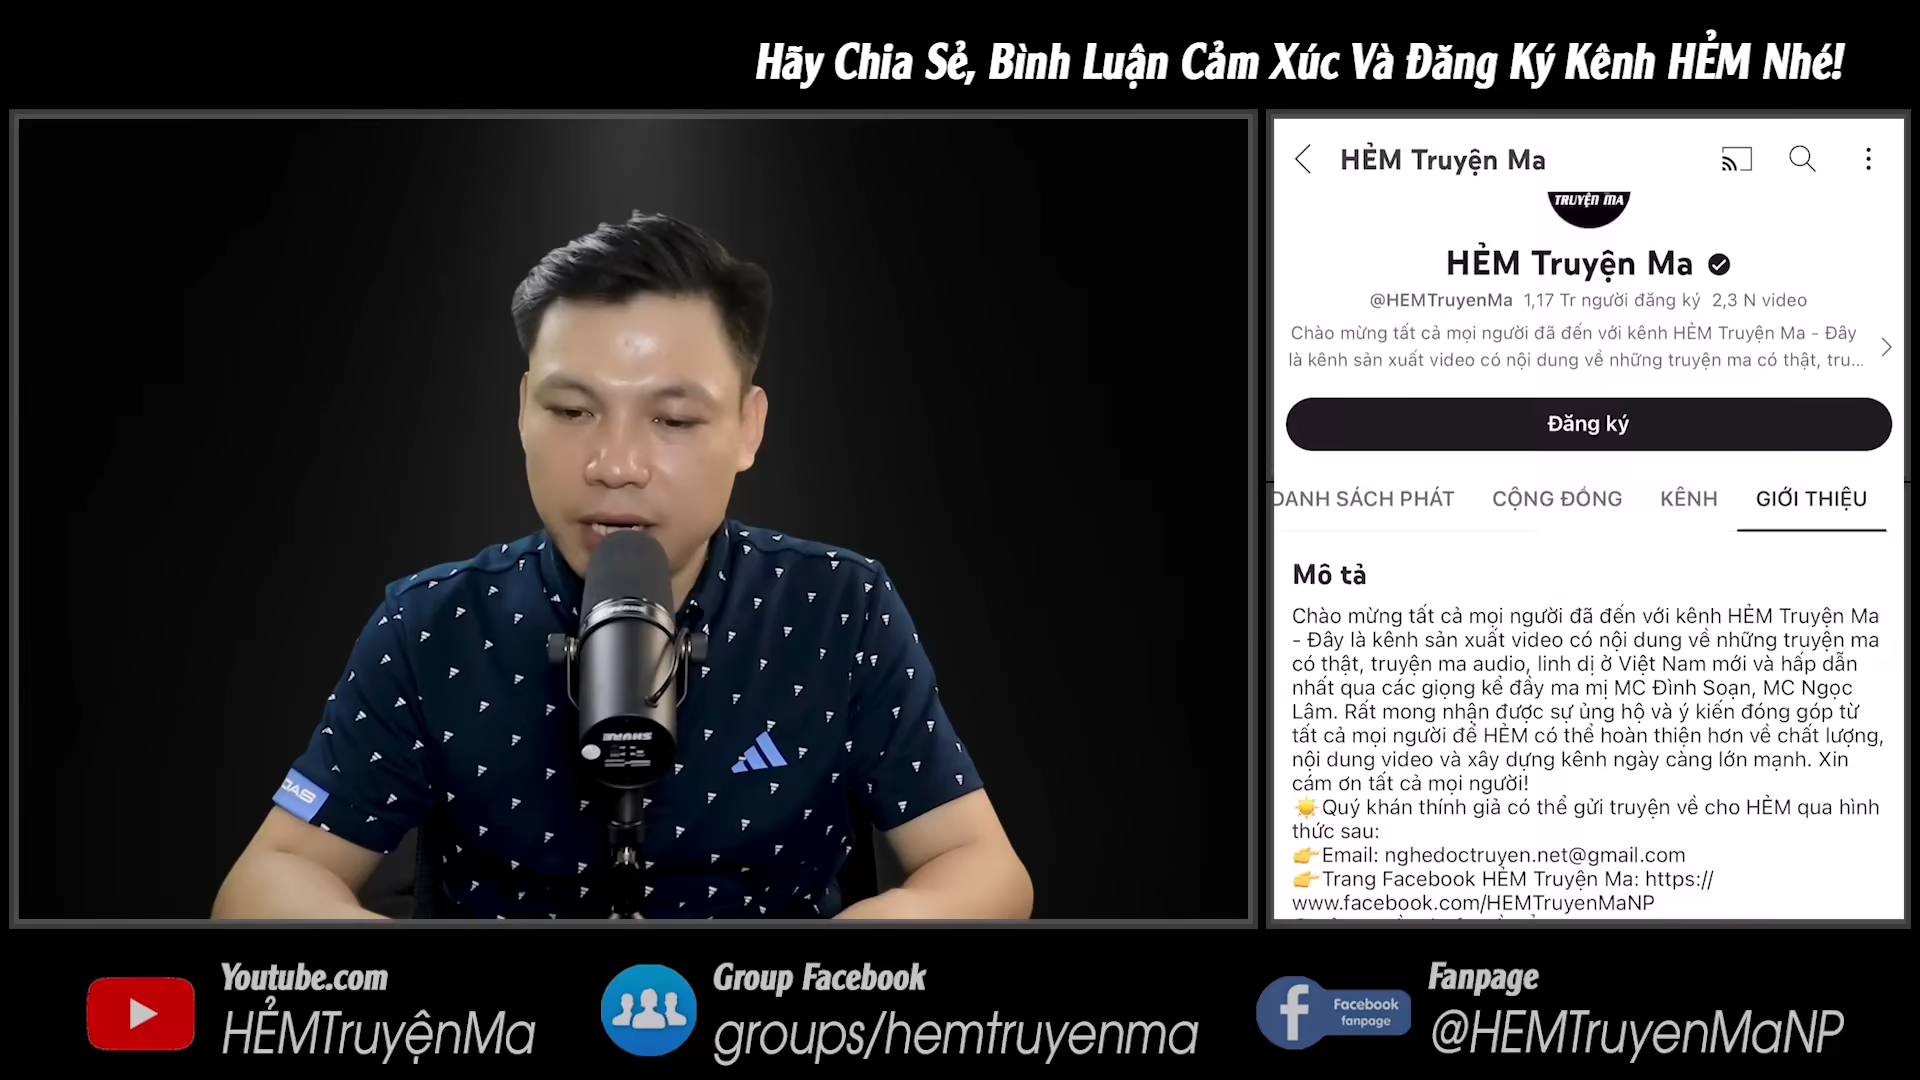 Hãy Chia Sẻ, Bình Luận Cảm Xúc Và Đăng Ký Kênh HẺM Nhé!
HẺM Truyện Ma
TRUYỆN MA
HẺM Truyện Ma
@HEMTruyenMa 1,17 Tr người đăng ký 2,3 N video
Chào mừng tất cả mọi người đã đến với kênh HẺM Truyện Ma - Đây
là kênh sản xuất video có nội dung về những truyện ma có thật, tru...
Đăng ký
DANH SÁCH PHÁT CỘNG ĐỒNG KÊNH GIỚI THIỆU
Mô tả
Chào mừng tất cả mọi người đã đến với kênh HẺM Truyện Ma
- Đây là kênh sản xuất video có nội dung về những truyện ma
có thật, truyện ma audio, linh dị ở Việt Nam mới và hấp dẫn
nhất qua các giọng kể đầy ma mị MC Đình Soạn, MC Ngọc
Lâm. Rất mong nhận được sự ủng hộ và ý kiến đóng góp từ
tất cả mọi người để HẺM có thể hoàn thiện hơn về chất lượng,
nội dung video và xây dựng kênh ngày càng lớn mạnh. Xin
cám ơn tất cả mọi người!
☀️Quý khán thính giả có thể gửi truyện về cho HẺM qua hình
thức sau:
👉Email: nghedoctruyen.net@gmail.com
👉Trang Facebook HẺM Truyện Ma: https://
www.facebook.com/HEMTruyenMaNP
SHURE
Youtube.com
HẺMTruyệnMa
Group Facebook
groups/hemtruyenma
Facebook
fanpage
Fanpage
@HEMTruyenMaNP